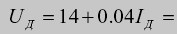 U_Д = 14 + 0.04I_Д =